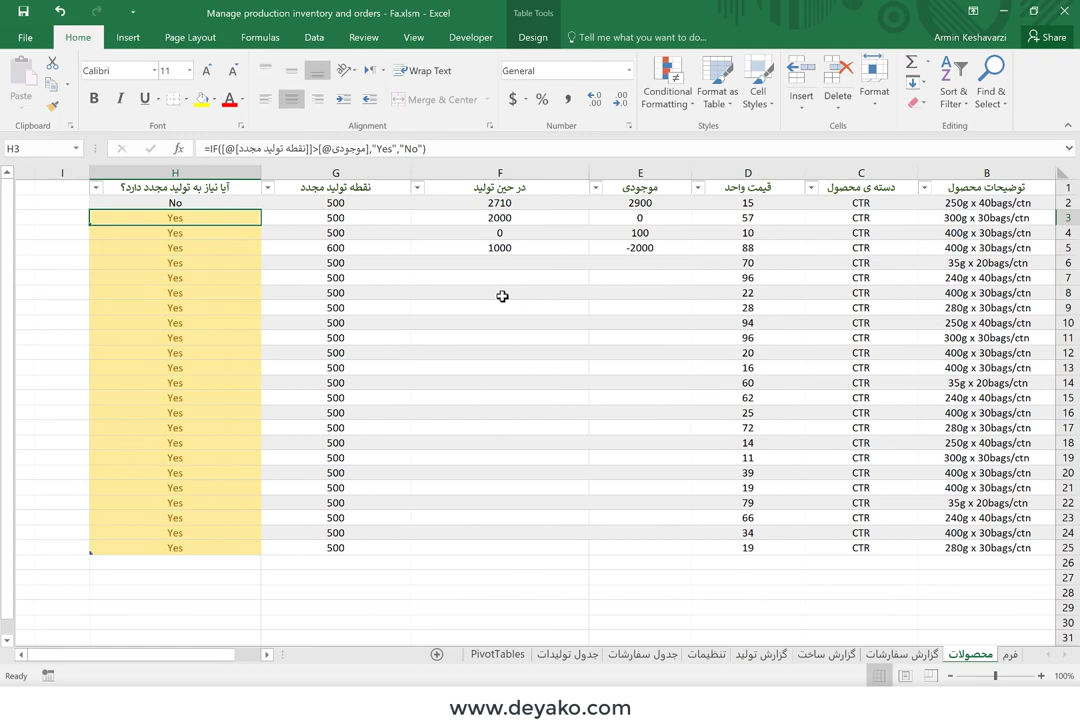 Manage production inventory and orders - Fa.xlsm - Excel
Table Tools
File Home Insert Page Layout Formulas Data Review View Developer Design Tell me what you want to do...
Armin Keshavarzi Share
Paste Calibri 11 A A Wrap Text General Conditional Formatting Format as Table Cell Styles Insert Delete Format Sort & Filter Find & Select
B I U A Merge & Center $ % ,
Clipboard Font Alignment Number Styles Cells Editing
H3 fx =IF([@[نقطه تولید مجدد]]>[@موجودی],"Yes","No")
I H G F E D C B
آیا نیاز به تولید مجدد دارد؟ نقطه تولید مجدد در حین تولید موجودی قیمت واحد دسته ی محصول توضیحات محصول 1
No 500 2710 2900 15 CTR 250g x 40bags/ctn 2
Yes 500 2000 0 57 CTR 300g x 30bags/ctn 3
Yes 500 0 100 10 CTR 400g x 30bags/ctn 4
Yes 600 1000 -2000 88 CTR 400g x 30bags/ctn 5
Yes 500 70 CTR 35g x 20bags/ctn 6
Yes 500 96 CTR 240g x 40bags/ctn 7
Yes 500 22 CTR 400g x 30bags/ctn 8
Yes 500 28 CTR 280g x 30bags/ctn 9
Yes 500 94 CTR 250g x 40bags/ctn 10
Yes 500 96 CTR 300g x 30bags/ctn 11
Yes 500 20 CTR 400g x 30bags/ctn 12
Yes 500 16 CTR 400g x 30bags/ctn 13
Yes 500 60 CTR 35g x 20bags/ctn 14
Yes 500 62 CTR 240g x 40bags/ctn 15
Yes 500 25 CTR 400g x 30bags/ctn 16
Yes 500 72 CTR 280g x 30bags/ctn 17
Yes 500 14 CTR 250g x 40bags/ctn 18
Yes 500 11 CTR 300g x 30bags/ctn 19
Yes 500 39 CTR 400g x 30bags/ctn 20
Yes 500 19 CTR 400g x 30bags/ctn 21
Yes 500 79 CTR 35g x 20bags/ctn 22
Yes 500 66 CTR 240g x 40bags/ctn 23
Yes 500 34 CTR 400g x 30bags/ctn 24
Yes 500 19 CTR 280g x 30bags/ctn 25
26
27
28
29
30
31
PivotTables جدول تولیدات جدول سفارشات تنظیمات گزارش تولید گزارش ساخت گزارش سفارشات محصولات فرم
Ready 100%
www.deyako.com